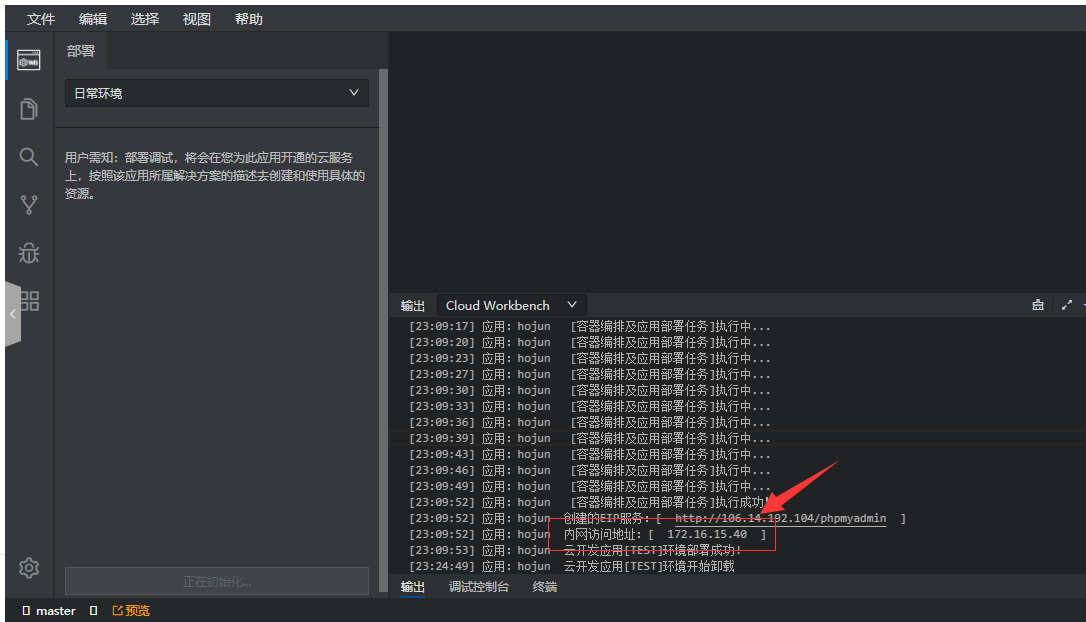 文件 编辑 选择 视图 帮助
部署
日常环境
用户需知：部署调试，将会在您为此应用开通的云服务
上，按照该应用所属解决方案的描述去创建和使用具体的
资源。
正在初始化...
输出 Cloud Workbench
[23:09:17] 应用：hojun [容器编排及应用部署任务]执行中...
[23:09:20] 应用：hojun [容器编排及应用部署任务]执行中...
[23:09:23] 应用：hojun [容器编排及应用部署任务]执行中...
[23:09:27] 应用：hojun [容器编排及应用部署任务]执行中...
[23:09:30] 应用：hojun [容器编排及应用部署任务]执行中...
[23:09:33] 应用：hojun [容器编排及应用部署任务]执行中...
[23:09:36] 应用：hojun [容器编排及应用部署任务]执行中...
[23:09:39] 应用：hojun [容器编排及应用部署任务]执行中...
[23:09:43] 应用：hojun [容器编排及应用部署任务]执行中...
[23:09:46] 应用：hojun [容器编排及应用部署任务]执行中...
[23:09:49] 应用：hojun [容器编排及应用部署任务]执行中...
[23:09:52] 应用：hojun [容器编排及应用部署任务]执行成功!
[23:09:52] 应用：hojun 创建的EIP服务：[ http://106.14.192.104/phpmyadmin ]
[23:09:52] 应用：hojun 内网访问地址：[ 172.16.15.40 ]
[23:09:53] 应用：hojun 云开发应用[TEST]环境部署成功!
[23:24:49] 应用：hojun 云开发应用[TEST]环境开始卸载
输出 调试控制台 终端
master 预览